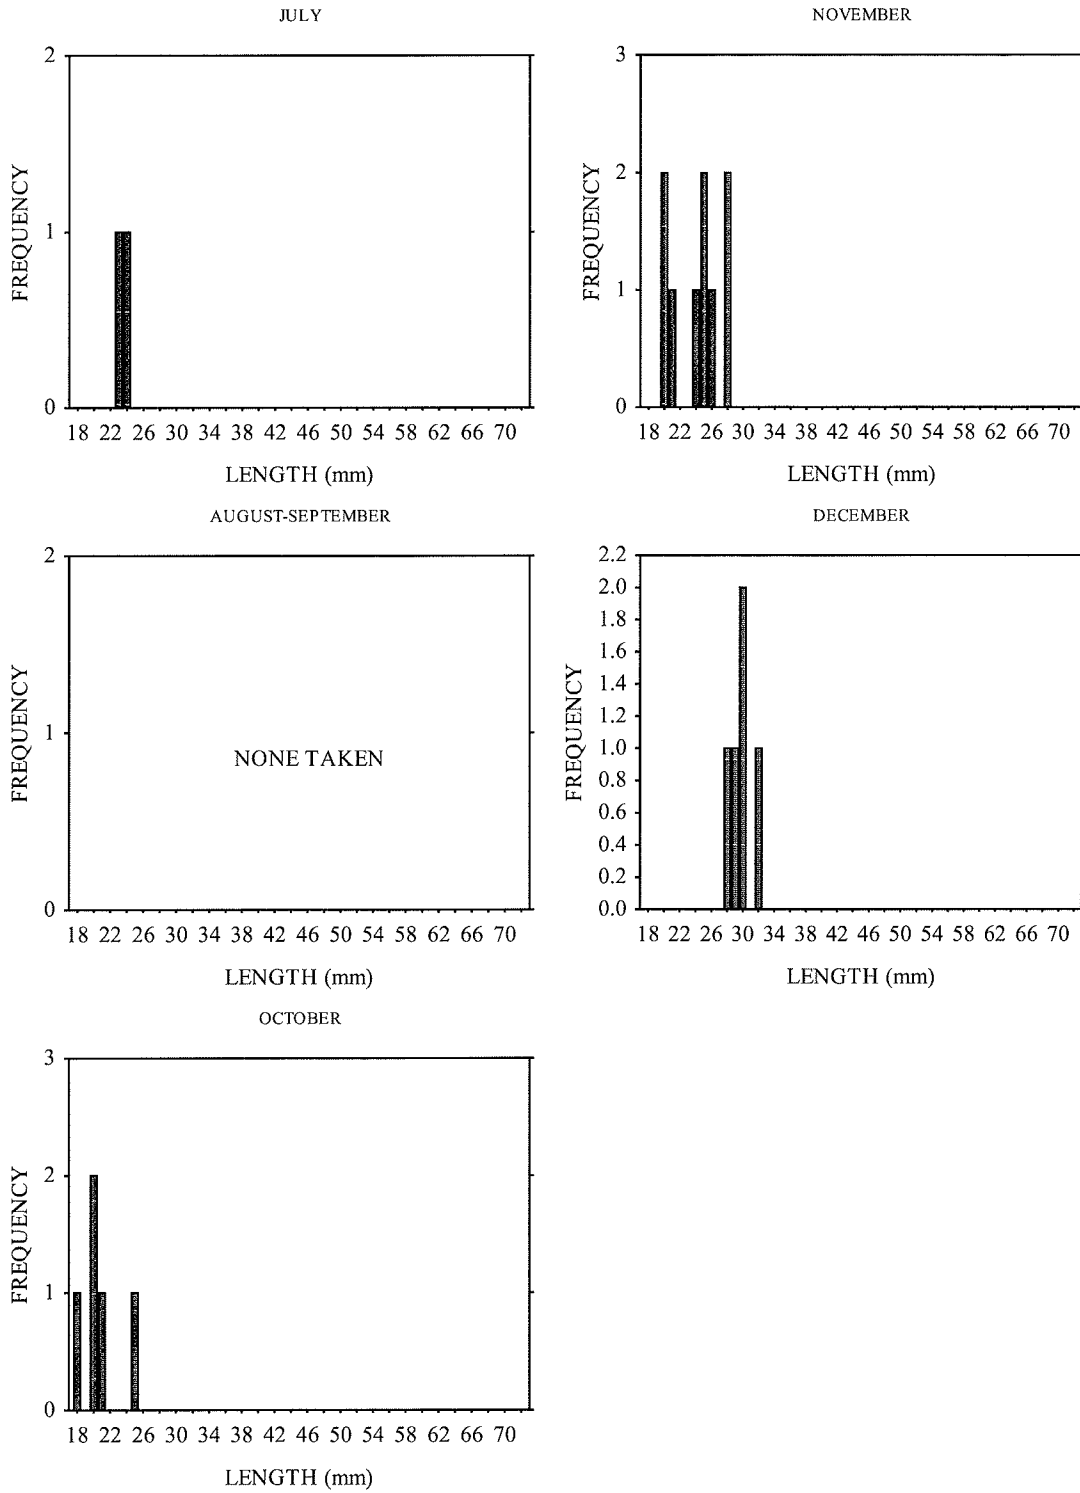 JULY
2
1
0
FREQUENCY
18 22 26 30 34 38 42 46 50 54 58 62 66 70
LENGTH (mm)
NOVEMBER
3
2
1
0
FREQUENCY
18 22 26 30 34 38 42 46 50 54 58 62 66 70
LENGTH (mm)
AUGUST-SEPTEMBER
2
1
0
FREQUENCY
NONE TAKEN
18 22 26 30 34 38 42 46 50 54 58 62 66 70
LENGTH (mm)
DECEMBER
2.2
2.0
1.8
1.6
1.4
1.2
1.0
0.8
0.6
0.4
0.2
0.0
FREQUENCY
18 22 26 30 34 38 42 46 50 54 58 62 66 70
LENGTH (mm)
OCTOBER
3
2
1
0
FREQUENCY
18 22 26 30 34 38 42 46 50 54 58 62 66 70
LENGTH (mm)